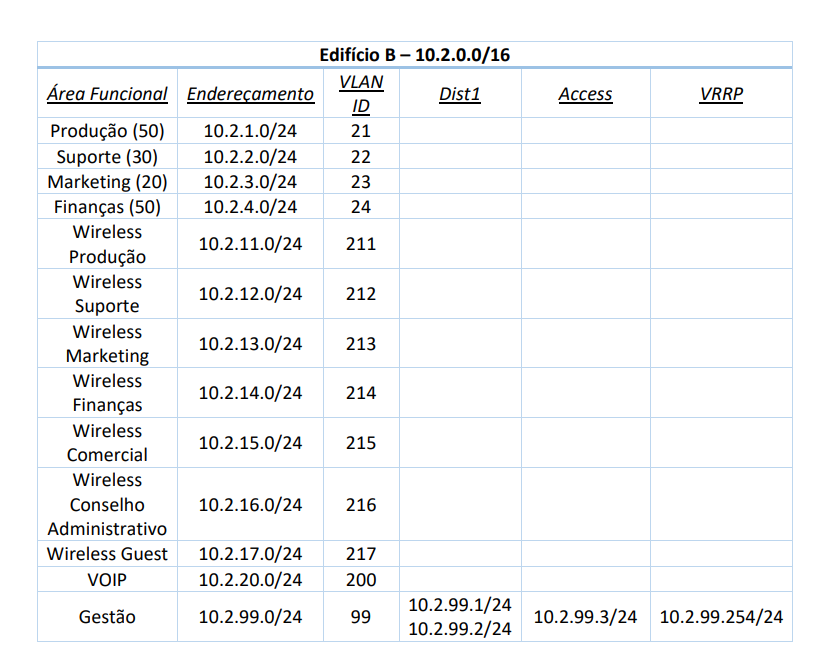 Edifício B – 10.2.0.0/16
Área Funcional Endereçamento VLAN ID Dist1 Access VRRP
Produção (50) 10.2.1.0/24 21
Suporte (30) 10.2.2.0/24 22
Marketing (20) 10.2.3.0/24 23
Finanças (50) 10.2.4.0/24 24
Wireless Produção 10.2.11.0/24 211
Wireless Suporte 10.2.12.0/24 212
Wireless Marketing 10.2.13.0/24 213
Wireless Finanças 10.2.14.0/24 214
Wireless Comercial 10.2.15.0/24 215
Wireless Conselho Administrativo 10.2.16.0/24 216
Wireless Guest 10.2.17.0/24 217
VOIP 10.2.20.0/24 200
Gestão 10.2.99.0/24 99 10.2.99.1/24 10.2.99.2/24 10.2.99.3/24 10.2.99.254/24